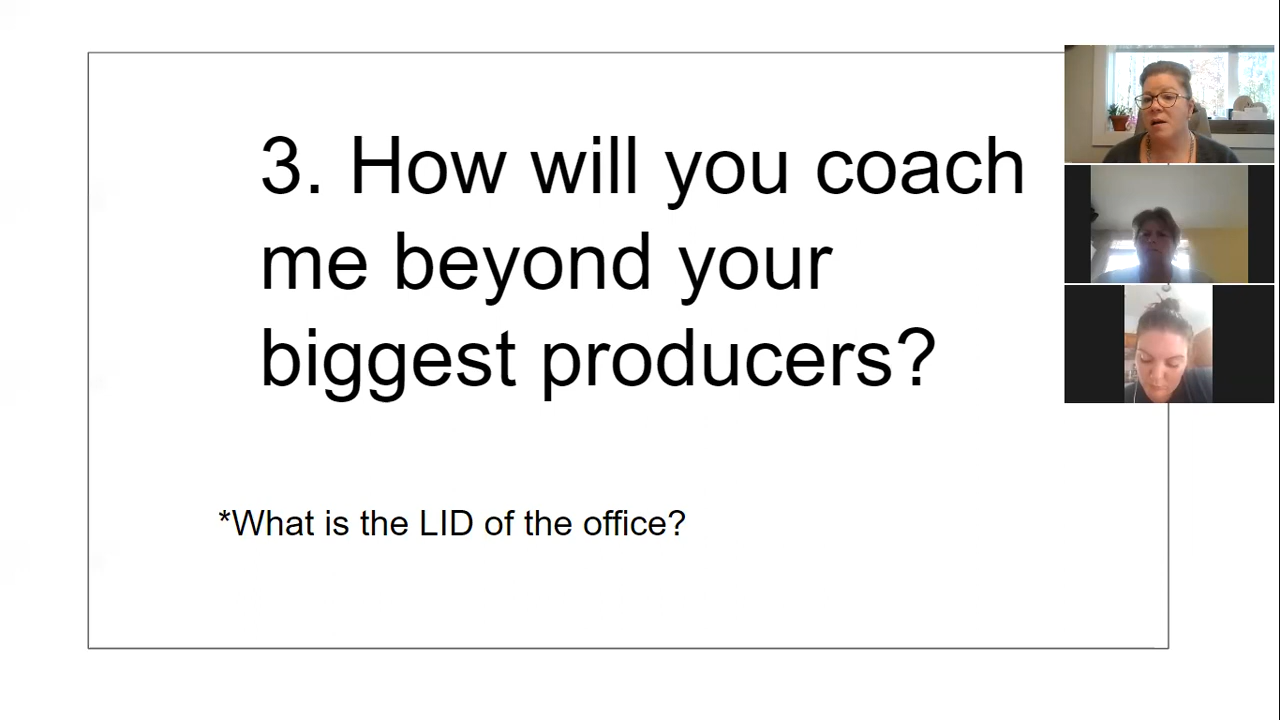 3. How will you coach
me beyond your
biggest producers?
*What is the LID of the office?